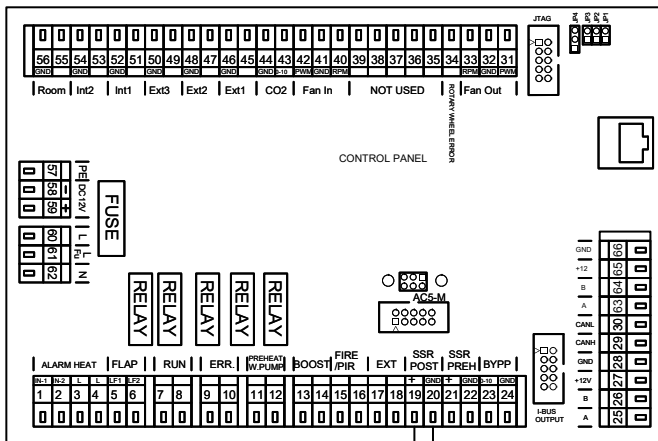 JTAG
JP4 JP3 JP2 JP1
56 55 54 53 52 51 50 49 48 47 46 45 44 43 42 41 40 39 38 37 36 35 34 33 32 31
GND GND GND GND GND GND GND 0-10 PWM GND RPM RPM GND PWM
Room Int2 Int1 Ext3 Ext2 Ext1 CO2 Fan In NOT USED ROTARY WHEEL ERROR Fan Out
CONTROL PANEL
57 PE
58 - DC12V
59 +
FUSE
60 L
61 L Fu
62 N
RELAY RELAY RELAY RELAY RELAY
AC5-M
GND 66
+12 65
B 64
A 63
CANL 30
CANH 29
GND 28
+12V 27
B 26
A 25
I-BUS
OUTPUT
ALARM HEAT FLAP RUN ERR. PREHEAT W.PUMP BOOST FIRE /PIR EXT SSR POST SSR PREH BYPP
IN-1 IN-2 L L LF1 LF2 + GND + GND 0-10 GND
1 2 3 4 5 6 7 8 9 10 11 12 13 14 15 16 17 18 19 20 21 22 23 24